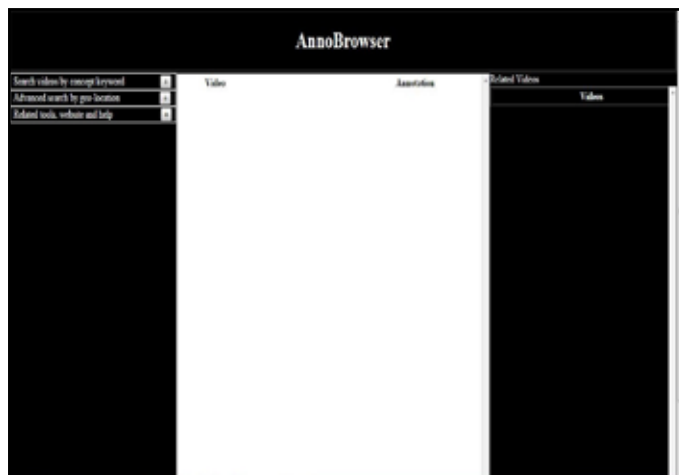 AnnoBrowser
Search videos by concept/keyword
Advanced search by geo-location
Related tools, website and help
Video
Annotation
Related Videos
Videos